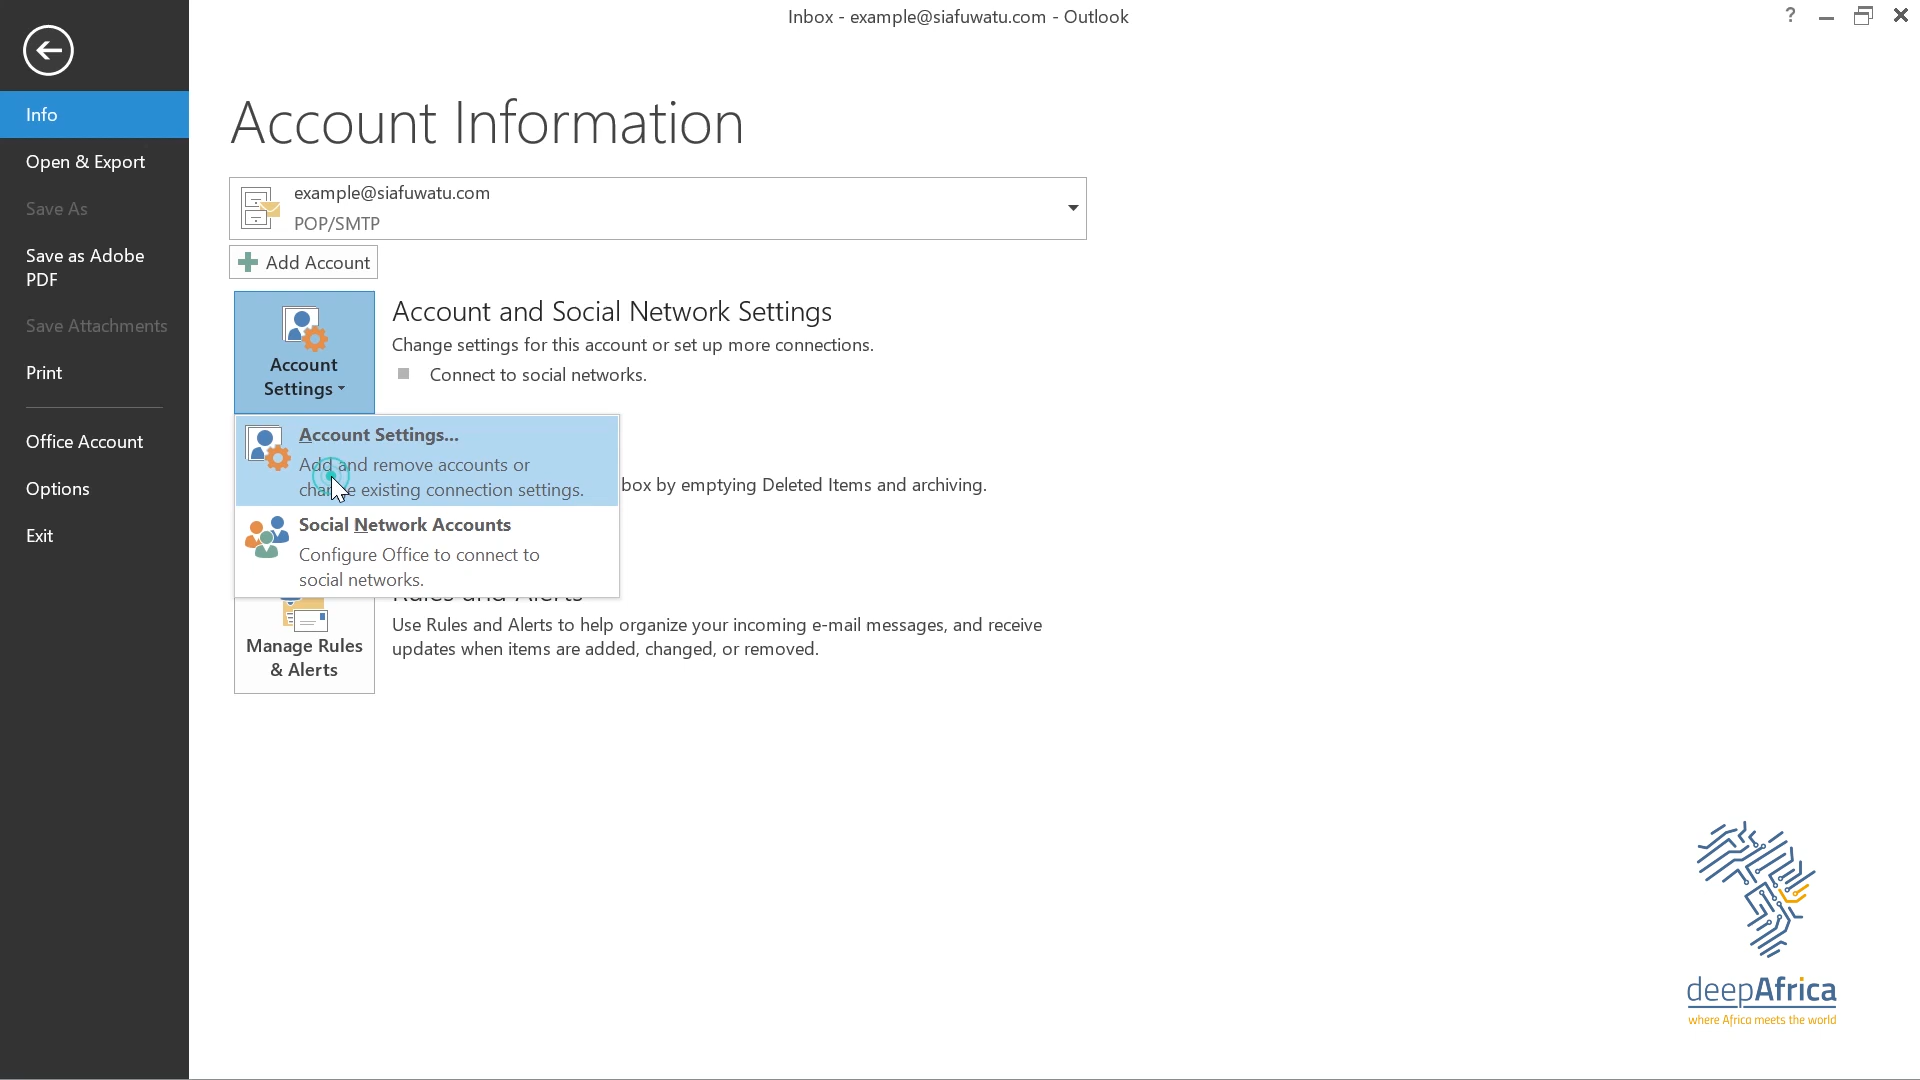 Inbox - example@siafuwatu.com - Outlook
?
Info
Open & Export
Save As
Save as Adobe
PDF
Save Attachments
Print
Office Account
Options
Exit
Account Information
example@siafuwatu.com
POP/SMTP
Add Account
Account
Settings
Account and Social Network Settings
Change settings for this account or set up more connections.
Connect to social networks.
Account Settings...
Add and remove accounts or
change existing connection settings.
box by emptying Deleted Items and archiving.
Social Network Accounts
Configure Office to connect to
social networks.
Rules and Alerts
Manage Rules
& Alerts
Use Rules and Alerts to help organize your incoming e-mail messages, and receive
updates when items are added, changed, or removed.
deepAfrica
where Africa meets the world